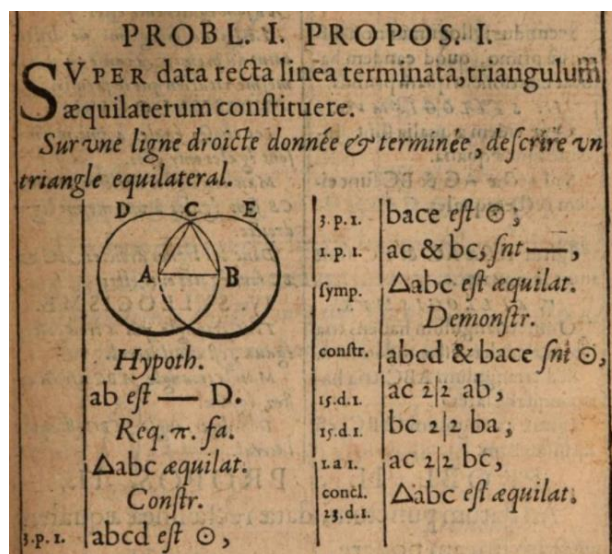 PROBL. I. PROPOS. I.
SVPER data recta linea terminata, triangulum
æquilaterum conſtituere.
Sur vne ligne droicte donnée & terminée, deſcrire vn
triangle equilateral.
D C E
A B
Hypoth.
ab eſt — D.
Req. π. fa.
△abc æquilat.
Conſtr.
3. p. 1. abcd eſt ⊙,
3. p. 1. bace eſt ⊙;
1. p. 1. ac & bc, ſnt —,
ſymp. △abc eſt æquilat.
Demonſtr.
conſtr. abcd & bace ſnt ⊙,
15. d. 1. ac 2|2 ab,
15. d. 1. bc 2|2 ba,
1. a 1. ac 2|2 bc,
concl. △abc eſt æquilat.
23. d. 1.